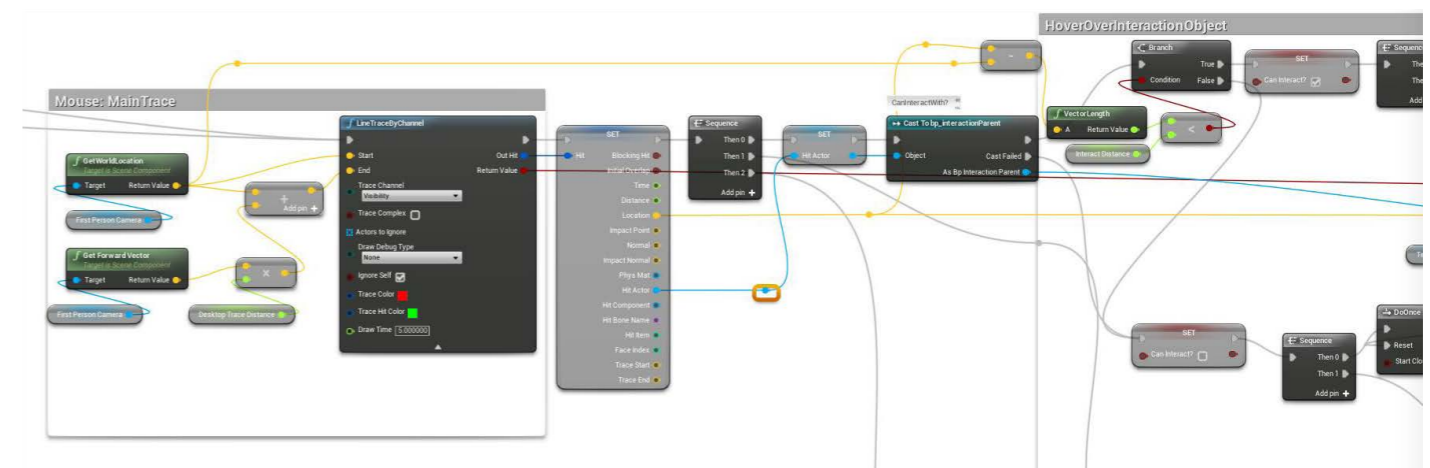 HoverOverInteractionObject
Branch
True
Condition
False
SET
Can Interact?
Sequence
The
The
Add
Mouse: MainTrace
CanInteractWith?
f VectorLength
A
Return Value
<
Interact Distance
-
f GetWorldLocation
Target is Scene Component
Target
Return Value
First Person Camera
f Get Forward Vector
Target is Scene Component
Target
Return Value
First Person Camera
+
Add pin +
×
Desktop Trace Distance
f LineTraceByChannel
Start
Out Hit
End
Return Value
Trace Channel
Visibility
Trace Complex
Actors to Ignore
Draw Debug Type
None
Ignore Self
Trace Color
Trace Hit Color
Draw Time 5.000000
SET
Hit
Blocking Hit
Initial Overlap
Time
Distance
Location
Impact Point
Normal
Impact Normal
Phys Mat
Hit Actor
Hit Component
Hit Bone Name
Hit Item
Face Index
Trace Start
Trace End
Sequence
Then 0
Then 1
Then 2
Add pin +
SET
Hit Actor
Cast To bp_interactionParent
Object
Cast Failed
As Bp Interaction Parent
Te
SET
Can Interact?
Sequence
Then 0
Then 1
Add pin +
DoOnce
Reset
Start Clo